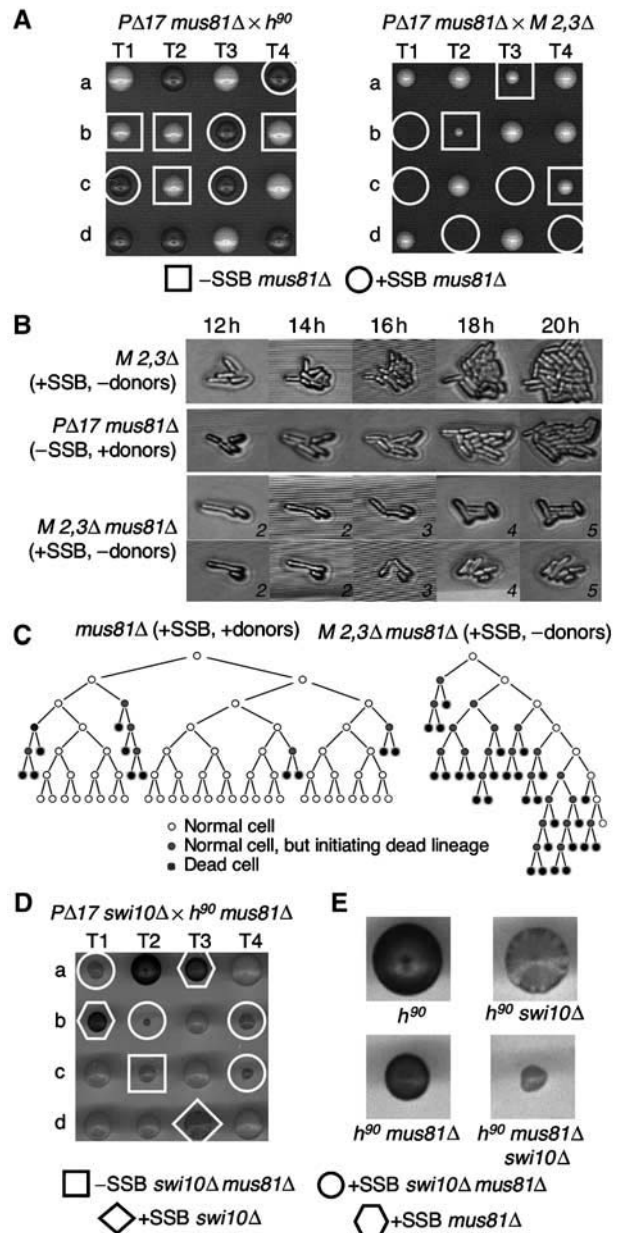 A
PΔ17 mus81Δ × h90
PΔ17 mus81Δ × M 2,3Δ
T1 T2 T3 T4
T1 T2 T3 T4
a
b
c
d
a
b
c
d
–SSB mus81Δ
+SSB mus81Δ
B
12h 14h 16h 18h 20h
M 2,3Δ
(+SSB, –donors)
PΔ17 mus81Δ
(–SSB, +donors)
M 2,3Δ mus81Δ
(+SSB, –donors)
2 2 3 4 5
2 2 3 4 5
C
mus81Δ (+SSB, +donors)
M 2,3Δ mus81Δ (+SSB, –donors)
Normal cell
Normal cell, but initiating dead lineage
Dead cell
D
PΔ17 swi10Δ × h90 mus81Δ
T1 T2 T3 T4
a
b
c
d
–SSB swi10Δ mus81Δ
+SSB swi10Δ mus81Δ
+SSB swi10Δ
+SSB mus81Δ
E
h90
h90 swi10Δ
h90 mus81Δ
h90 mus81Δ
swi10Δ